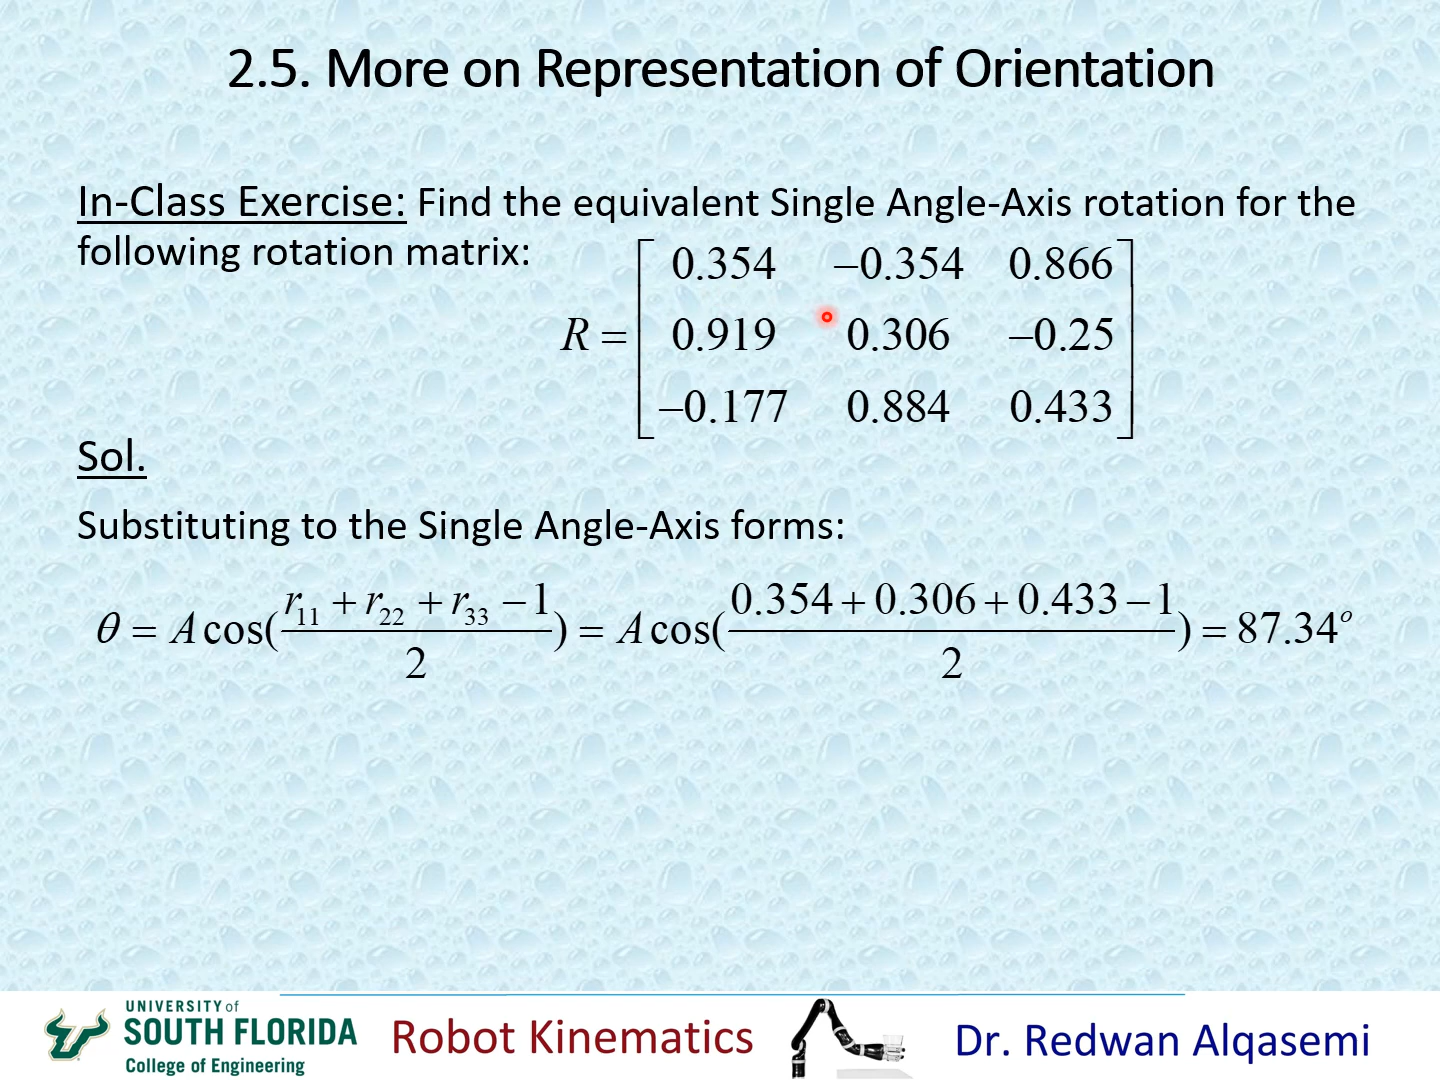 2.5. More on Representation of Orientation
In-Class Exercise: Find the equivalent Single Angle-Axis rotation for the
following rotation matrix:
R = [ 0.354 −0.354 0.866
0.919 0.306 −0.25
−0.177 0.884 0.433 ]
Sol.
Substituting to the Single Angle-Axis forms:
θ = A cos((r₁₁ + r₂₂ + r₃₃ − 1)/2) = A cos((0.354 + 0.306 + 0.433 − 1)/2) = 87.34°
UNIVERSITY of
SOUTH FLORIDA
College of Engineering
Robot Kinematics
Dr. Redwan Alqasemi